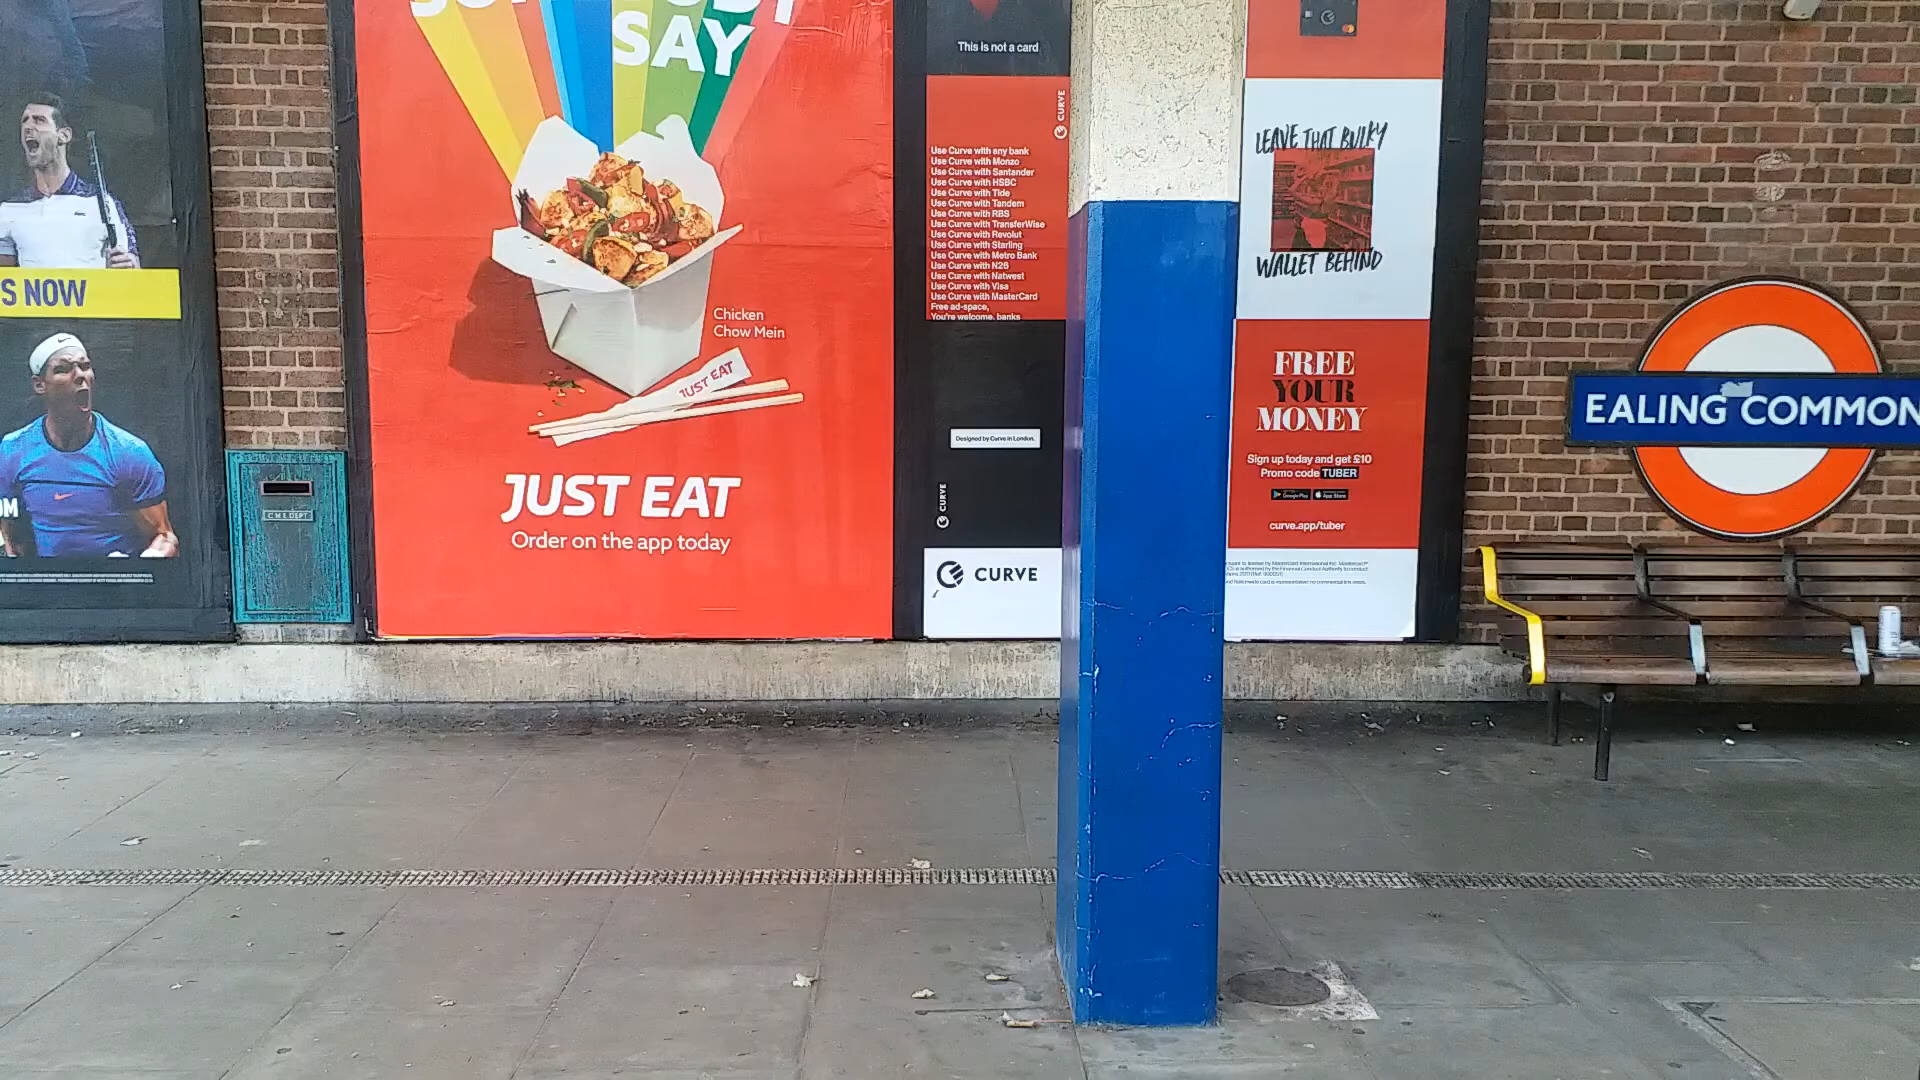 S NOW
OM
C.M.E. DEPT
SAY
Chicken
Chow Mein
JUST EAT
JUST EAT
Order on the app today
This is not a card
CURVE
Use Curve with any bank
Use Curve with Monzo
Use Curve with Santander
Use Curve with HSBC
Use Curve with Tide
Use Curve with Tandem
Use Curve with RBS
Use Curve with TransferWise
Use Curve with Revolut
Use Curve with Starling
Use Curve with Metro Bank
Use Curve with N26
Use Curve with Natwest
Use Curve with Visa
Use Curve with MasterCard
Free ad-space,
You're welcome, banks
Designed by Curve in London.
CURVE
CURVE
LEAVE THAT BULKY
WALLET BEHIND
FREE
YOUR
MONEY
Sign up today and get £10
Promo code TUBER
Google Play App Store
curve.app/tuber
EALING COMMON